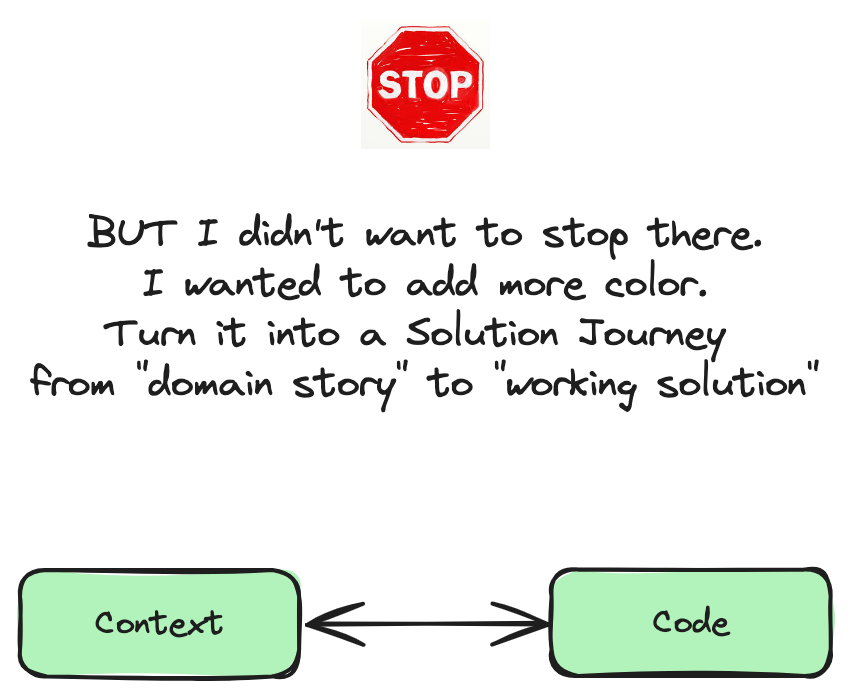 STOP
BUT I didn't want to stop there.
I wanted to add more color.
Turn it into a Solution Journey
from "domain story" to "working solution"
Context
Code